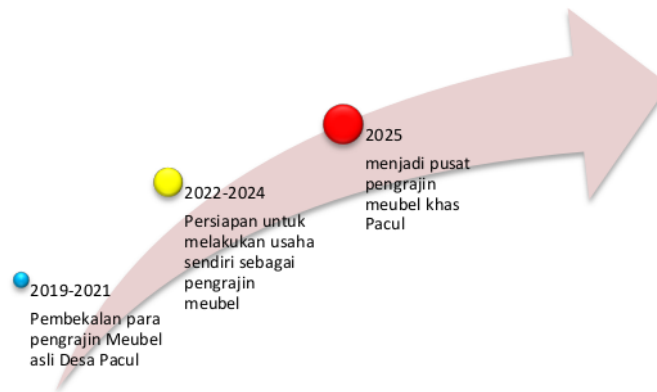 2019-2021
Pembekalan para
pengrajin Meubel
asli Desa Pacul
2022-2024
Persiapan untuk
melakukan usaha
sendiri sebagai
pengrajin
meubel
2025
menjadi pusat
pengrajin
meubel khas
Pacul